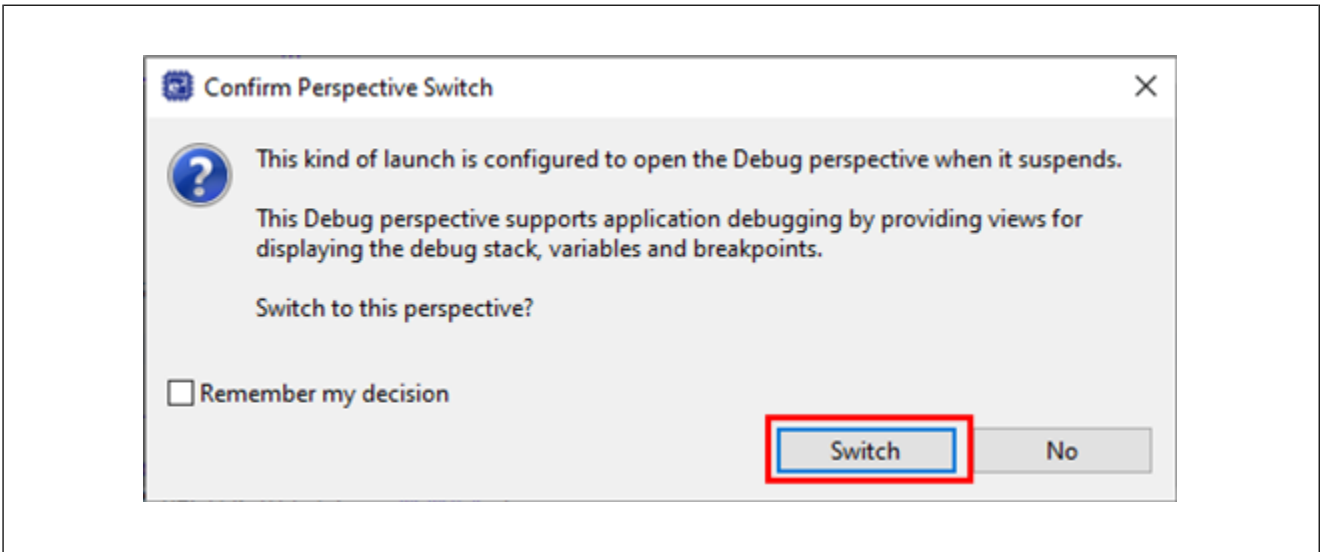 Confirm Perspective Switch
This kind of launch is configured to open the Debug perspective when it suspends.
This Debug perspective supports application debugging by providing views for
displaying the debug stack, variables and breakpoints.
Switch to this perspective?
Remember my decision
Switch
No